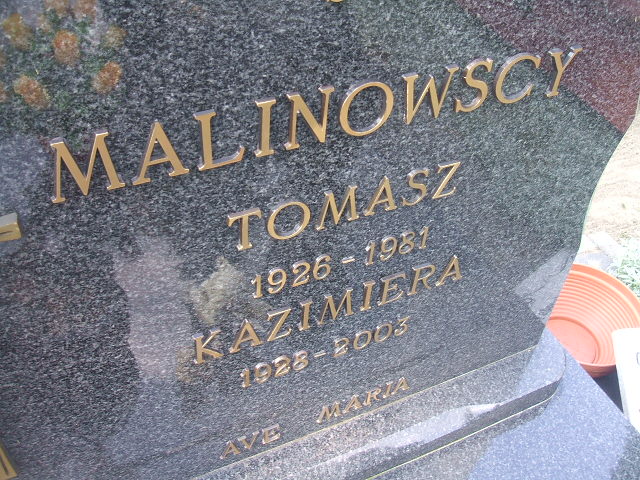 MALINOWSCY
TOMASZ
1926 - 1981
KAZIMIERA
1928 - 2003
AVE MARIA